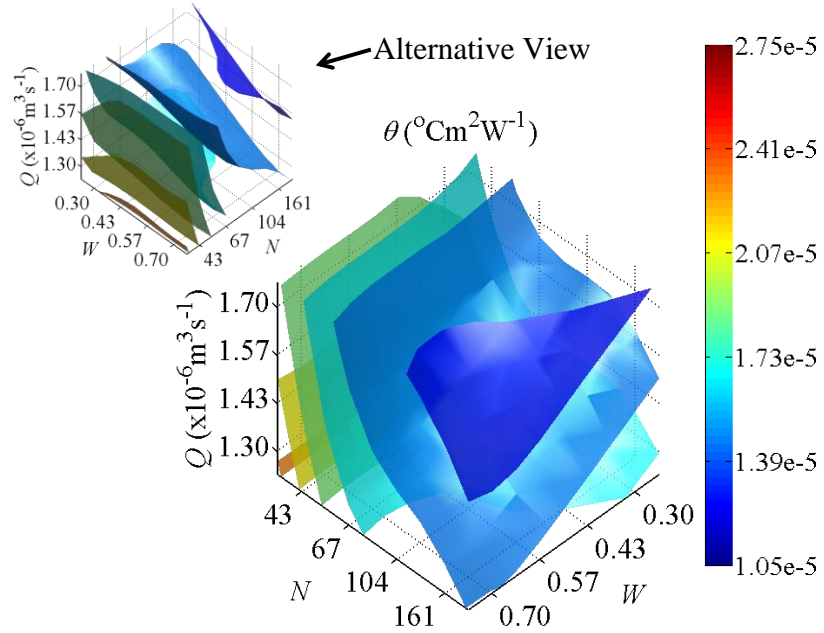 Alternative View
Q (x10-6m3s-1)
1.70
1.57
1.43
1.30
0.30
0.43
0.57
0.70
W
161
104
67
43
N
θ (oCm2W-1)
Q (x10-6m3s-1)
1.70
1.57
1.43
1.30
43
67
104
161
N
0.30
0.43
0.57
0.70
W
2.75e-5
2.41e-5
2.07e-5
1.73e-5
1.39e-5
1.05e-5